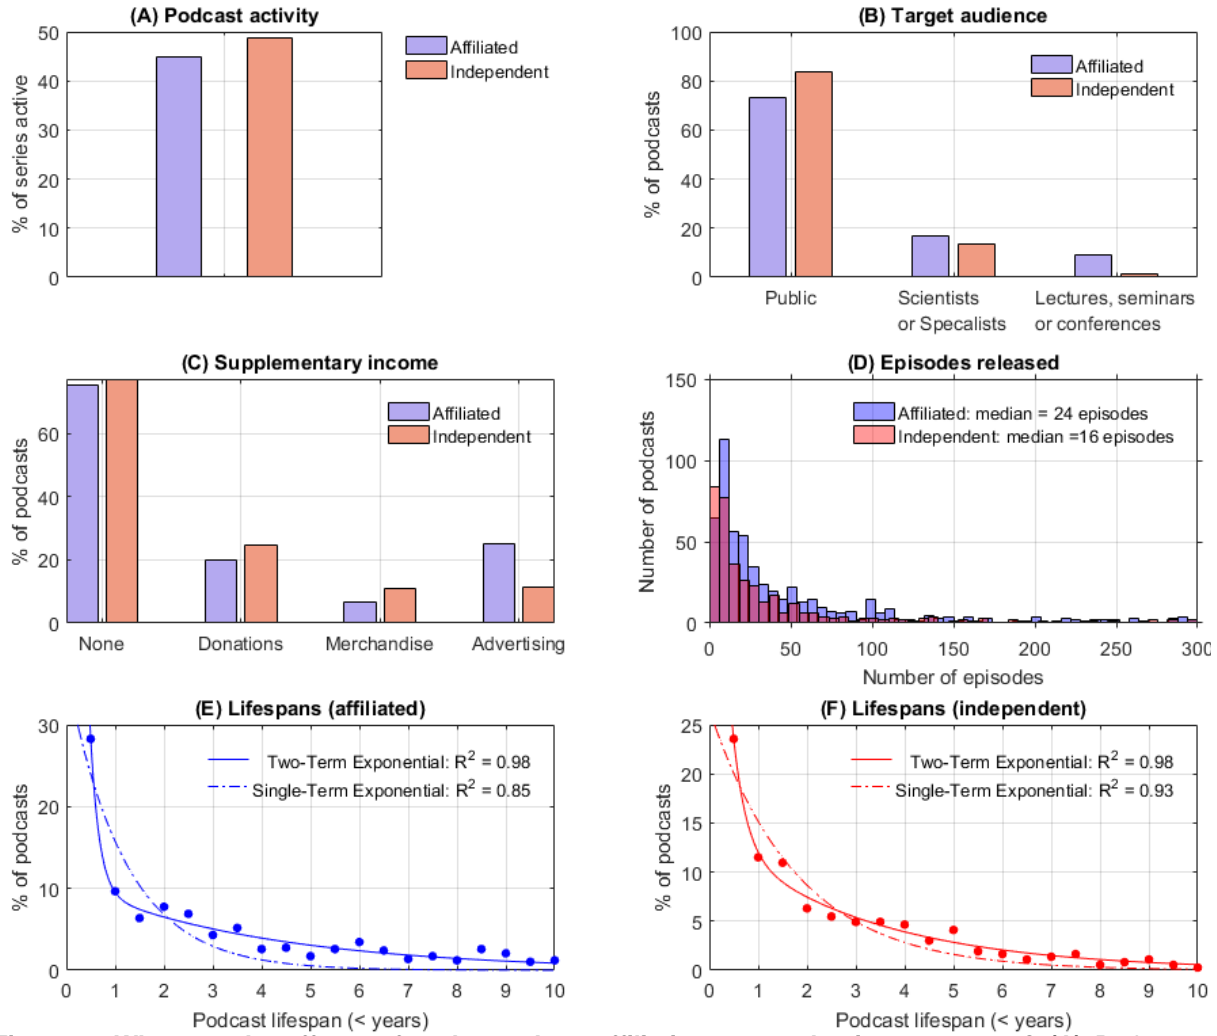 (A) Podcast activity
% of series active
50
40
30
20
10
0
Affiliated
Independent
(B) Target audience
% of podcasts
100
80
60
40
20
0
Affiliated
Independent
Public
Scientists
or Specalists
Lectures, seminars
or conferences
(C) Supplementary income
% of podcasts
60
40
20
0
Affiliated
Independent
None
Donations
Merchandise
Advertising
(D) Episodes released
Number of podcasts
150
100
50
0
Affiliated: median = 24 episodes
Independent: median =16 episodes
0 50 100 150 200 250 300
Number of episodes
(E) Lifespans (affiliated)
% of podcasts
30
20
10
0
Two-Term Exponential: R² = 0.98
Single-Term Exponential: R² = 0.85
0 1 2 3 4 5 6 7 8 9 10
Podcast lifespan (< years)
(F) Lifespans (independent)
% of podcasts
25
20
15
10
5
0
Two-Term Exponential: R² = 0.98
Single-Term Exponential: R² = 0.93
0 1 2 3 4 5 6 7 8 9 10
Podcast lifespan (< years)